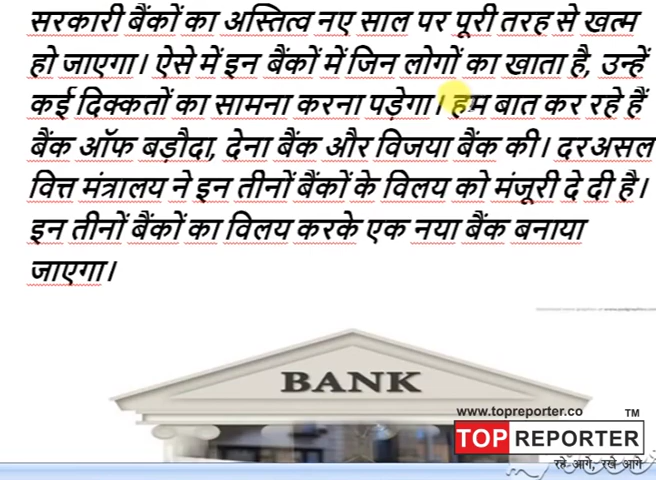 सरकारी बैंकों का अस्तित्व नए साल पर पूरी तरह से खत्म
हो जाएगा। ऐसे में इन बैंकों में जिन लोगों का खाता है, उन्हें
कई दिक्कतों का सामना करना पड़ेगा। हम बात कर रहे हैं
बैंक ऑफ बड़ौदा, देना बैंक और विजया बैंक की। दरअसल
वित्त मंत्रालय ने इन तीनों बैंकों के विलय को मंजूरी दे दी है।
इन तीनों बैंकों का विलय करके एक नया बैंक बनाया
जाएगा।
BANK
www.topreporter.co TM
TOP REPORTER
रहे आगे, रखे आगे